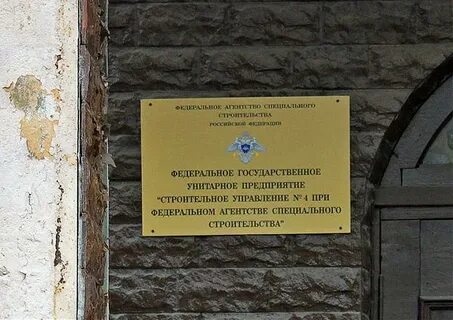 ФЕДЕРАЛЬНОЕ АГЕНТСТВО СПЕЦИАЛЬНОГО
СТРОИТЕЛЬСТВА
РОССИЙСКОЙ ФЕДЕРАЦИИ
ФЕДЕРАЛЬНОЕ ГОСУДАРСТВЕННОЕ
УНИТАРНОЕ ПРЕДПРИЯТИЕ
"СТРОИТЕЛЬНОЕ УПРАВЛЕНИЕ № 4 ПРИ
ФЕДЕРАЛЬНОМ АГЕНТСТВЕ СПЕЦИАЛЬНОГО
СТРОИТЕЛЬСТВА"